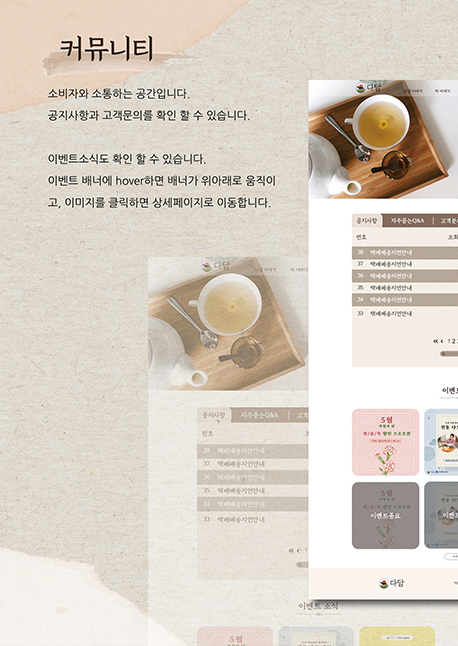 커뮤니티
소비자와 소통하는 공간입니다.
공지사항과 고객문의를 확인 할 수 있습니다.
이벤트소식도 확인 할 수 있습니다.
이벤트 배너에 hover하면 배너가 위아래로 움직이
고, 이미지를 클릭하면 상세페이지로 이동합니다.
다담
공지사항 자주묻는Q&A 고객문
번호 조회
38 택배배송지연안내
37 택배배송지연안내
36 택배배송지연안내
35 택배배송지연안내
34 택배배송지연안내
33 택배배송지연안내
« < 1 2
이벤
5월
이벤트종료
이벤트
다담
다담
공지사항 자주묻는Q&A 고
번호
38 택배배송지연안내
37 택배배송지연안내
36 택배배송지연안내
35 택배배송지연안내
34 택배배송지연안내
33 택배배송지연안내
« <
이벤트 소식
5월